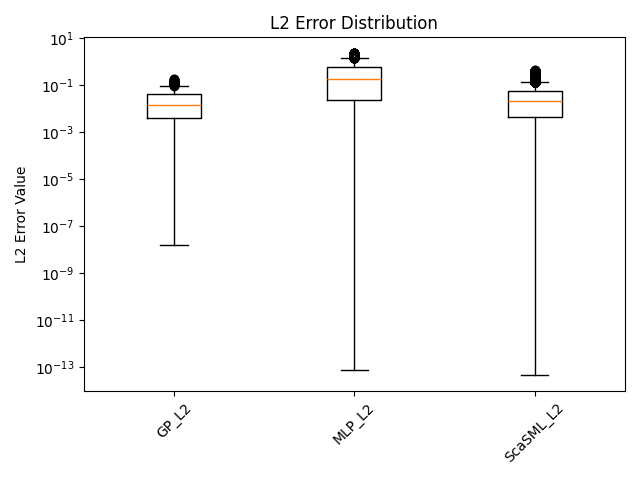 L2 Error Distribution
10^1
10^-1
10^-3
10^-5
10^-7
10^-9
10^-11
10^-13
L2 Error Value
GP_L2
MLP_L2
ScaSML_L2